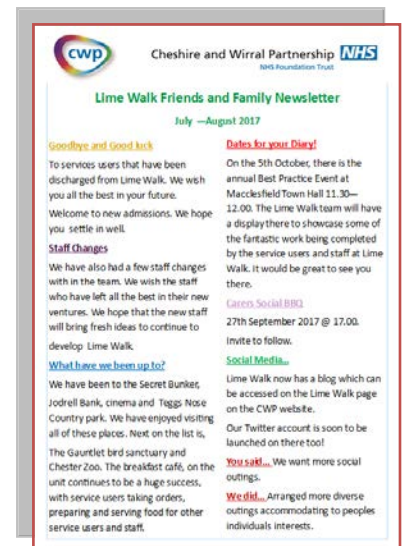 cwp
Cheshire and Wirral Partnership NHS
NHS Foundation Trust
Lime Walk Friends and Family Newsletter
July —August 2017
Goodbye and Good luck
To services users that have been
discharged from Lime Walk. We wish
you all the best in your future.
Welcome to new admissions. We hope
you settle in well.
Staff Changes
We have also had a few staff changes
with in the team. We wish the staff
who have left all the best in their new
ventures. We hope that the new staff
will bring fresh ideas to continue to
develop Lime Walk.
What have we been up to?
We have been to the Secret Bunker,
Jodrell Bank, cinema and Teggs Nose
Country park. We have enjoyed visiting
all of these places. Next on the list is,
The Gauntlet bird sanctuary and
Chester Zoo. The breakfast café, on the
unit continues to be a huge success,
with service users taking orders,
preparing and serving food for other
service users and staff.
Dates for your Diary!
On the 5th October, there is the
annual Best Practice Event at
Macclesfield Town Hall 11.30—
12.00. The Lime Walk team will have
a display there to showcase some of
the fantastic work being completed
by the service users and staff at Lime
Walk. It would be great to see you
there.
Carers Social BBQ
27th September 2017 @ 17.00.
Invite to follow.
Social Media...
Lime Walk now has a blog which can
be accessed on the Lime Walk page
on the CWP website.
Our Twitter account is soon to be
launched on there too!
You said... We want more social
outings.
We did... Arranged more diverse
outings accommodating to peoples
individuals interests.